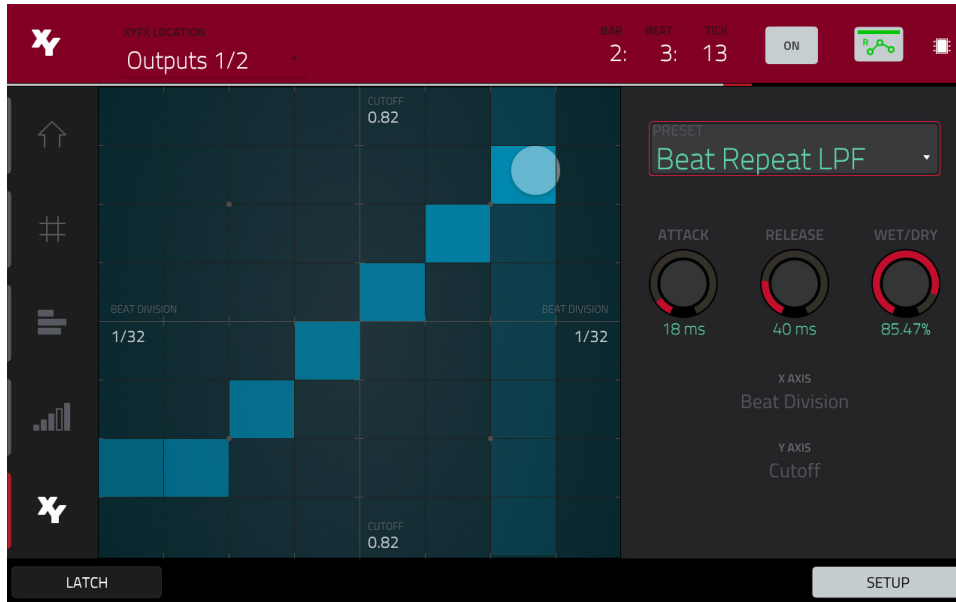 XY
XYFX LOCATION
Outputs 1/2
BAR BEAT TICK
2: 3: 13
ON
R
CUTOFF
0.82
BEAT DIVISION
1/32
BEAT DIVISION
1/32
CUTOFF
0.82
PRESET
Beat Repeat LPF
ATTACK RELEASE WET/DRY
18 ms 40 ms 85.47%
X AXIS
Beat Division
Y AXIS
Cutoff
XY
LATCH
SETUP